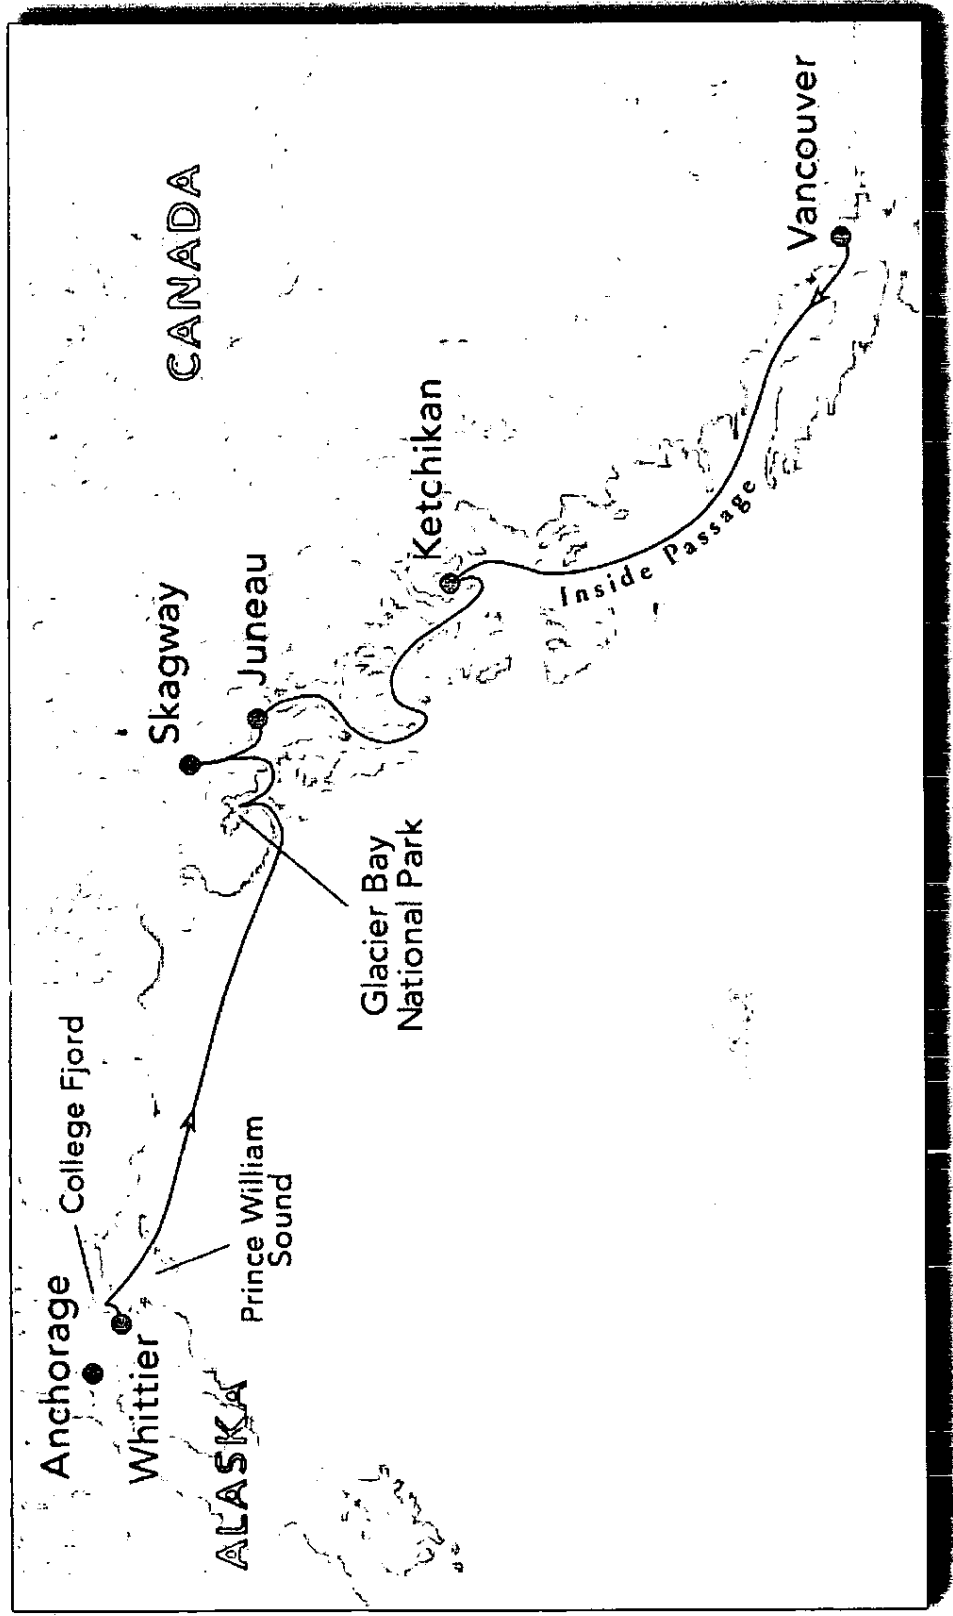 Anchorage
College Fjord
Whittier
Prince William
Sound
ALASKA
Skagway
Juneau
Glacier Bay
National Park
CANADA
Ketchikan
Inside Passage
Vancouver